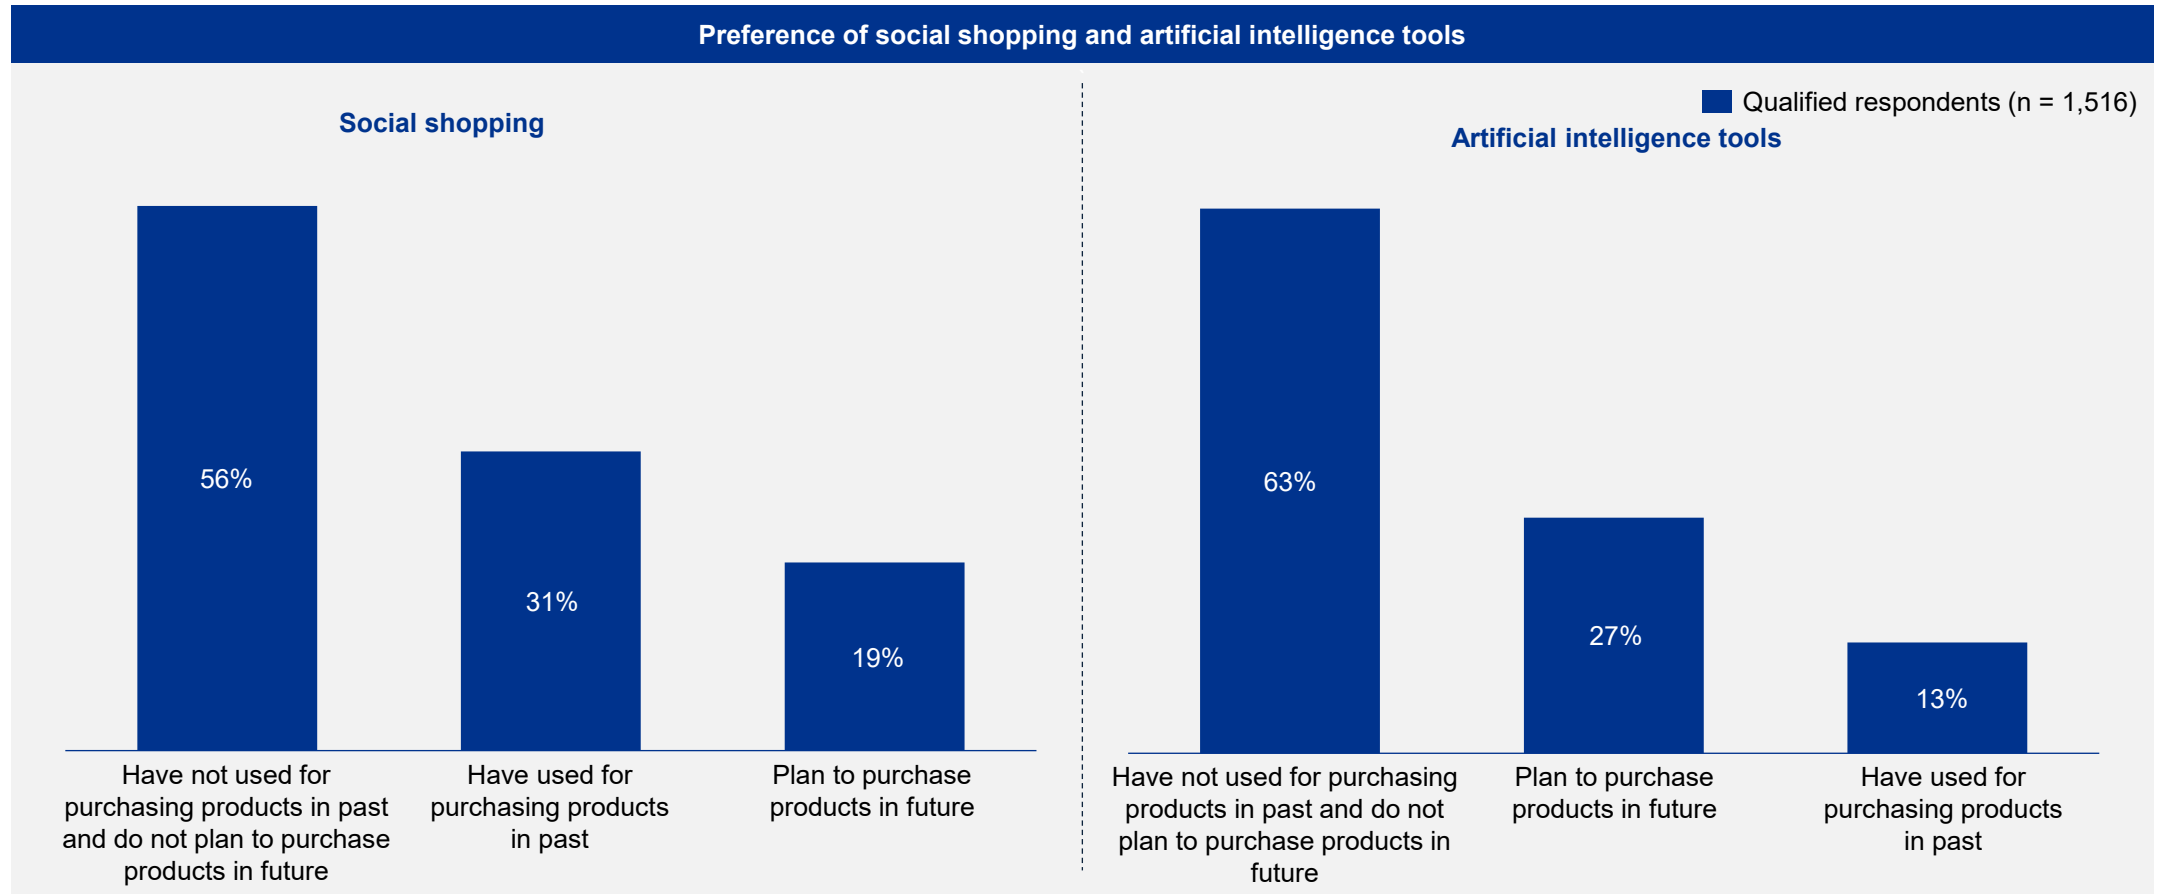 Preference of social shopping and artificial intelligence tools
Social shopping
56%
31%
19%
Have not used for
purchasing products in past
and do not plan to purchase
products in future
Have used for
purchasing products
in past
Plan to purchase
products in future
Qualified respondents (n = 1,516)
Artificial intelligence tools
63%
27%
13%
Have not used for purchasing
products in past and do not
plan to purchase products in
future
Plan to purchase
products in future
Have used for
purchasing products
in past